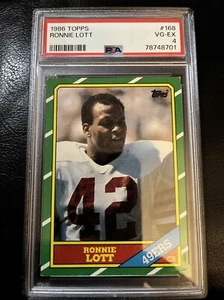 1986 TOPPS #168
RONNIE LOTT VG-EX
4
PSA 78748701
Topps
42
RONNIE
LOTT
49ERS